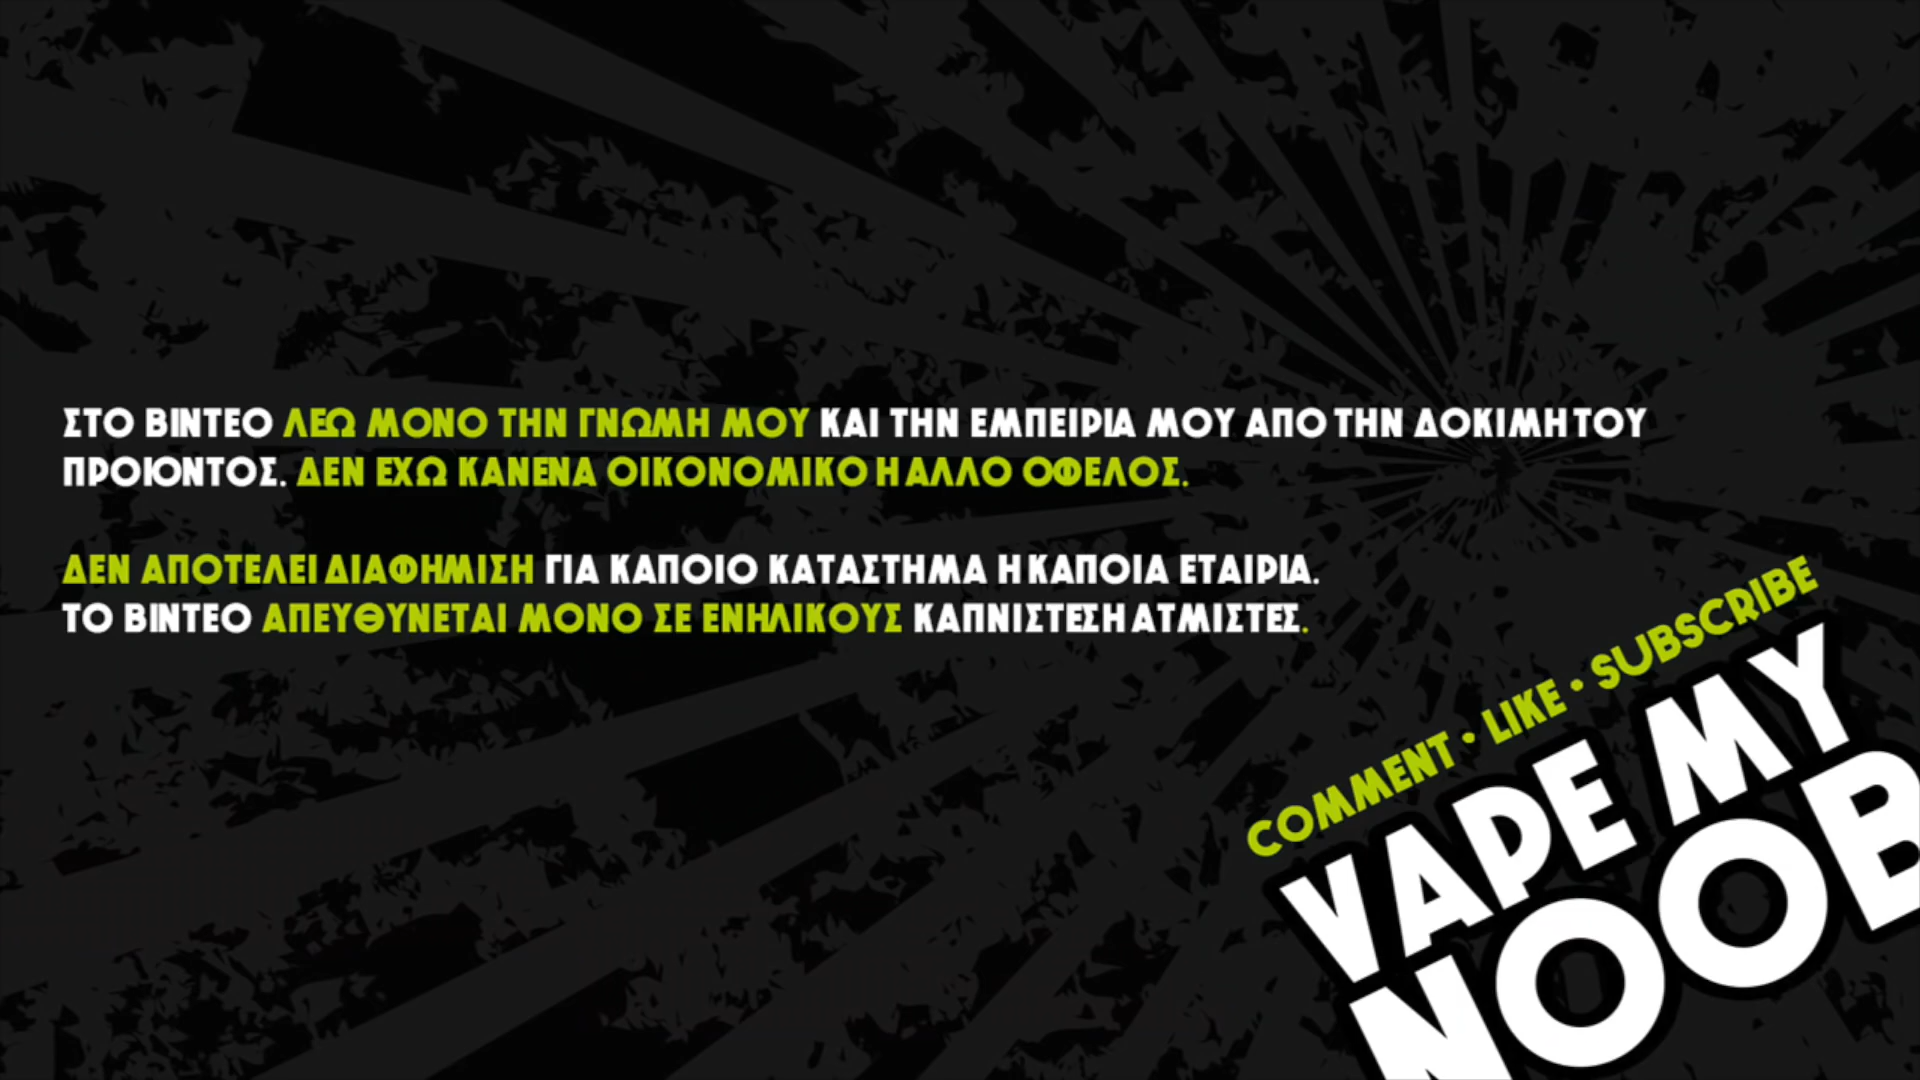 ΣΤΟ ΒΙΝΤΕΟ ΛΕΩ ΜΟΝΟ ΤΗΝ ΓΝΩΜΗ ΜΟΥ ΚΑΙ ΤΗΝ ΕΜΠΕΙΡΙΑ ΜΟΥ ΑΠΟ ΤΗΝ ΔΟΚΙΜΗ ΤΟΥ
ΠΡΟΙΟΝΤΟΣ. ΔΕΝ ΕΧΩ ΚΑΝΕΝΑ ΟΙΚΟΝΟΜΙΚΟ Η ΑΛΛΟ ΟΦΕΛΟΣ.
ΔΕΝ ΑΠΟΤΕΛΕΙ ΔΙΑΦΗΜΙΣΗ ΓΙΑ ΚΑΠΟΙΟ ΚΑΤΑΣΤΗΜΑ Η ΚΑΠΟΙΑ ΕΤΑΙΡΙΑ.
ΤΟ ΒΙΝΤΕΟ ΑΠΕΥΘΥΝΕΤΑΙ ΜΟΝΟ ΣΕ ΕΝΗΛΙΚΟΥΣ ΚΑΠΝΙΣΤΕΣ Η ΑΤΜΙΣΤΕΣ.
COMMENT • LIKE • SUBSCRIBE
VAPE MY
NOOB